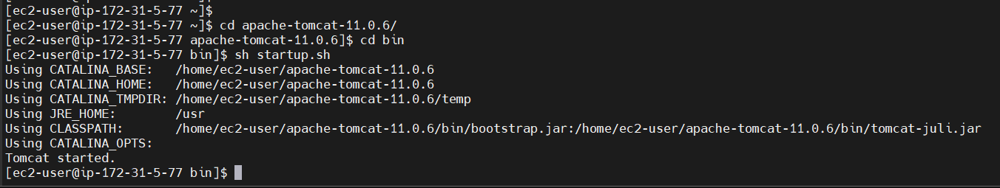 [ec2-user@ip-172-31-5-77 ~]$
[ec2-user@ip-172-31-5-77 ~]$ cd apache-tomcat-11.0.6/
[ec2-user@ip-172-31-5-77 apache-tomcat-11.0.6]$ cd bin
[ec2-user@ip-172-31-5-77 bin]$ sh startup.sh
Using CATALINA_BASE:   /home/ec2-user/apache-tomcat-11.0.6
Using CATALINA_HOME:   /home/ec2-user/apache-tomcat-11.0.6
Using CATALINA_TMPDIR: /home/ec2-user/apache-tomcat-11.0.6/temp
Using JRE_HOME:        /usr
Using CLASSPATH:       /home/ec2-user/apache-tomcat-11.0.6/bin/bootstrap.jar:/home/ec2-user/apache-tomcat-11.0.6/bin/tomcat-juli.jar
Using CATALINA_OPTS:
Tomcat started.
[ec2-user@ip-172-31-5-77 bin]$